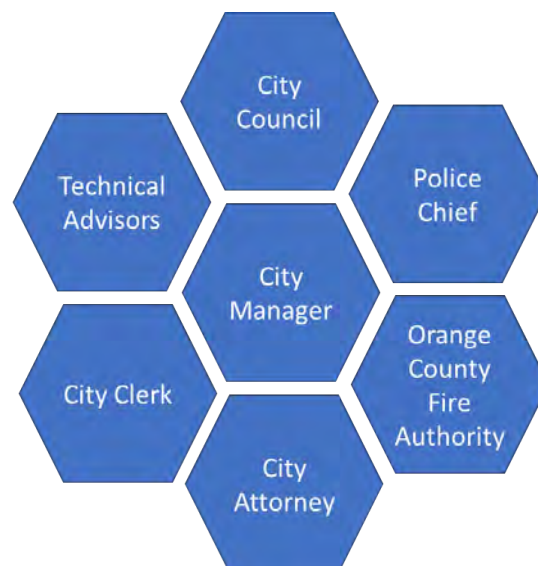 City
Council
Technical
Advisors
Police
Chief
City
Manager
City Clerk
Orange
County
Fire
Authority
City
Attorney